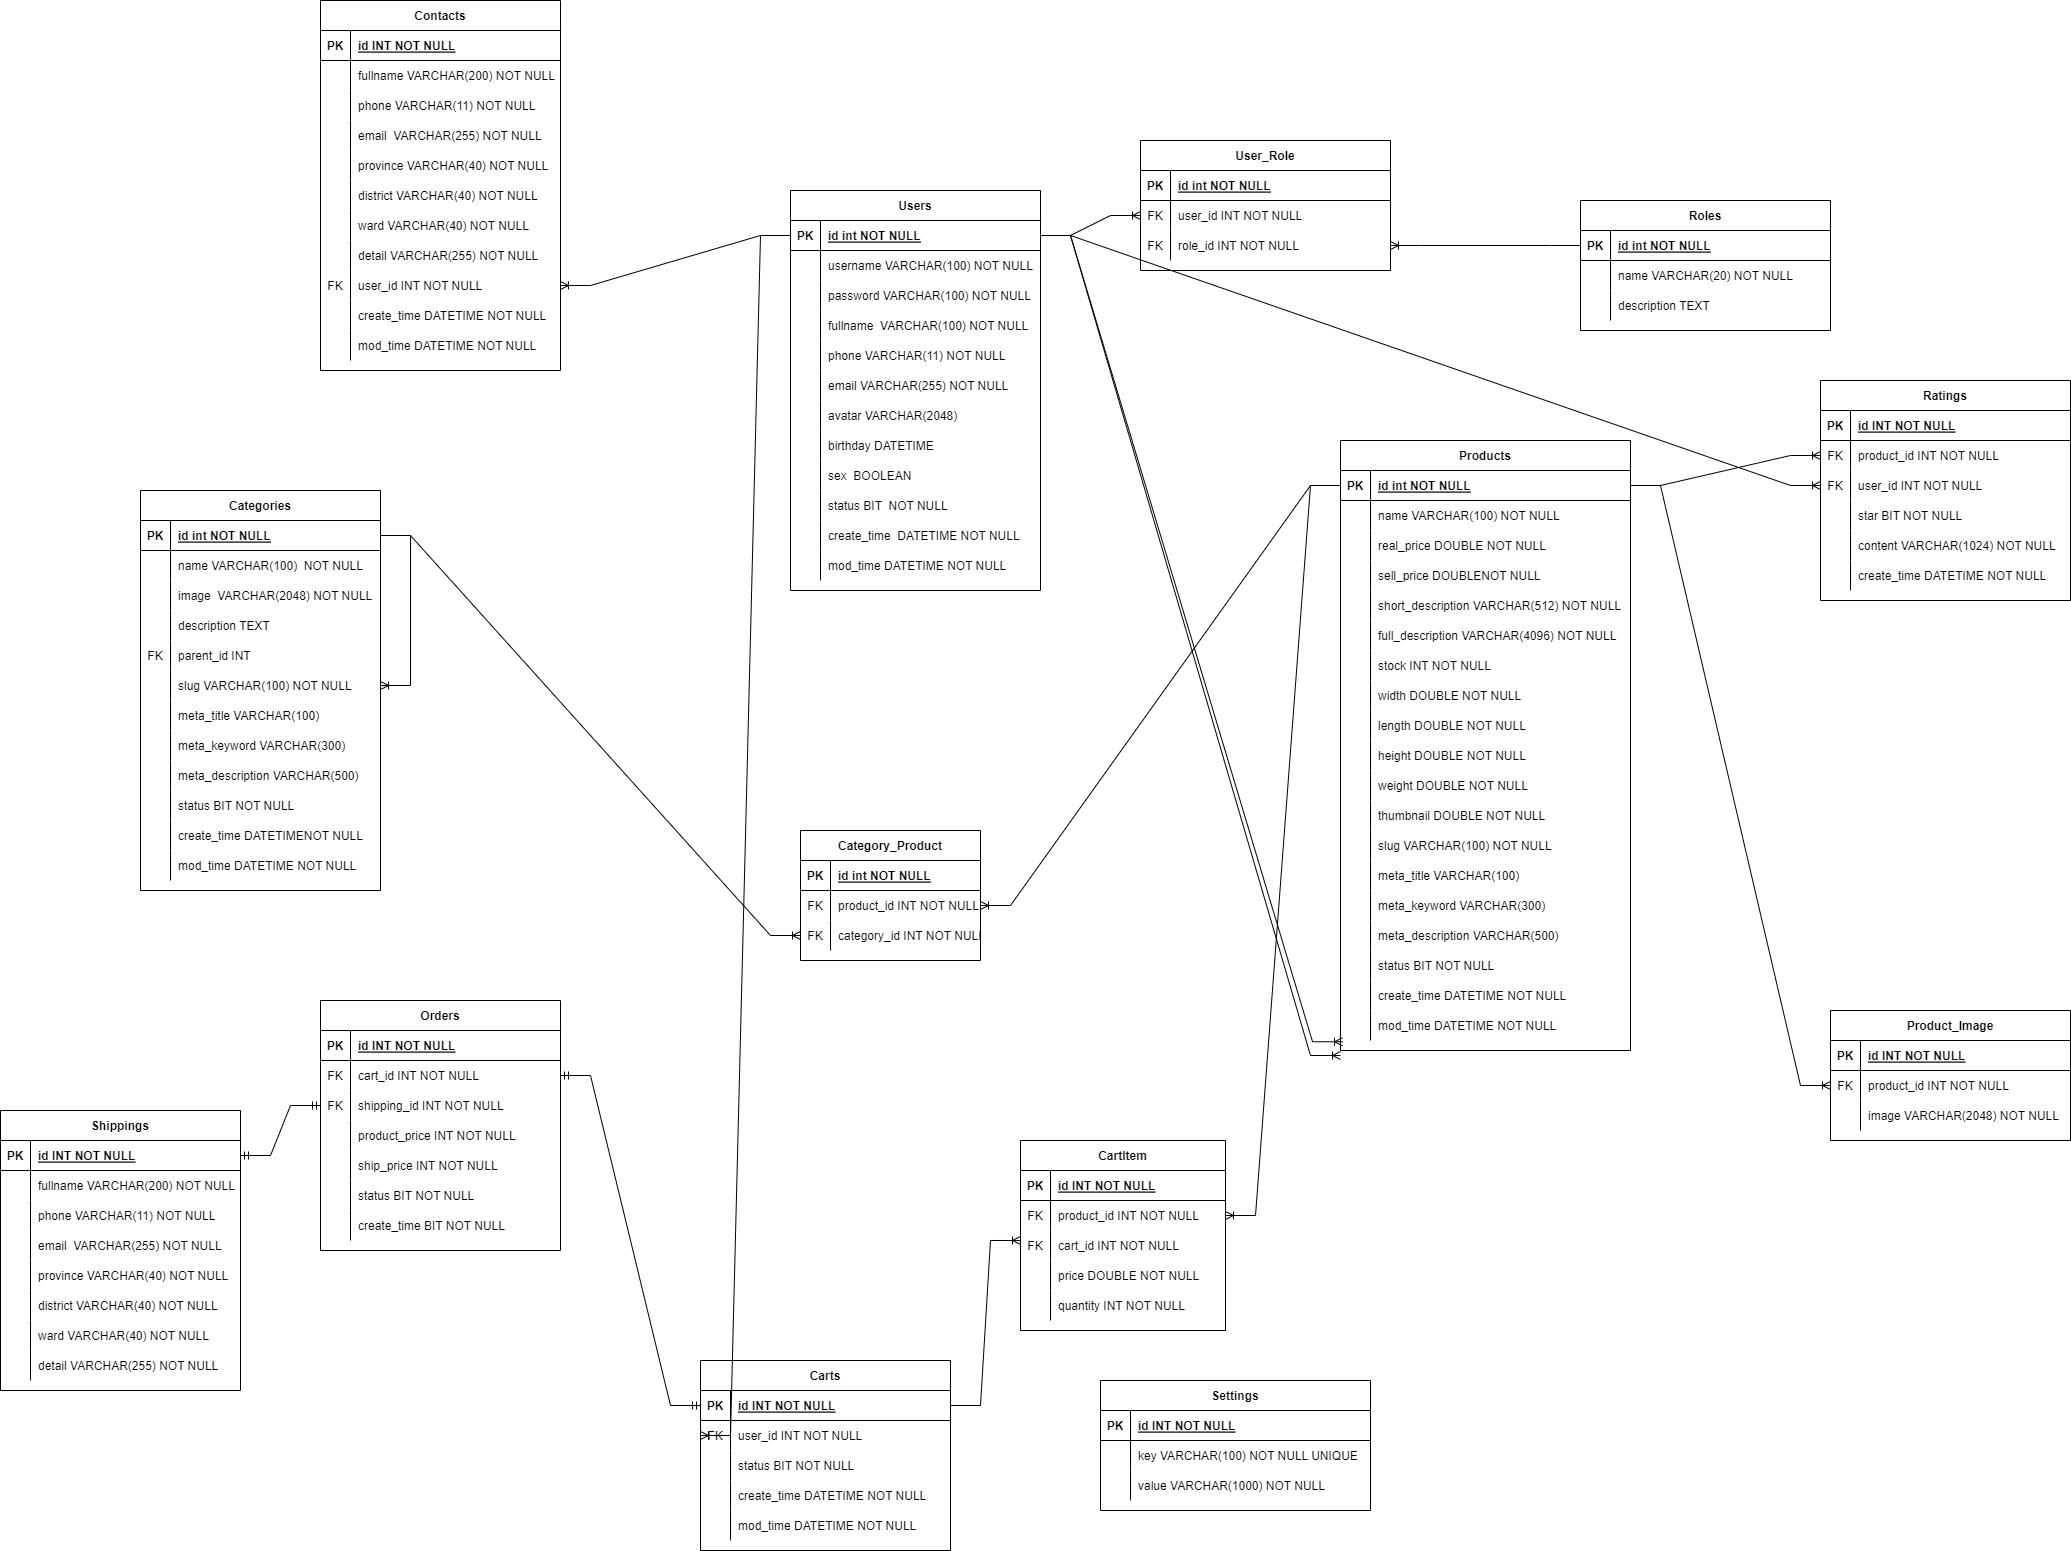 Contacts
PK id INT NOT NULL
fullname VARCHAR(200) NOT NULL
phone VARCHAR(11) NOT NULL
email VARCHAR(255) NOT NULL
province VARCHAR(40) NOT NULL
district VARCHAR(40) NOT NULL
ward VARCHAR(40) NOT NULL
detail VARCHAR(255) NOT NULL
FK user_id INT NOT NULL
create_time DATETIME NOT NULL
mod_time DATETIME NOT NULL
Users
PK id int NOT NULL
username VARCHAR(100) NOT NULL
password VARCHAR(100) NOT NULL
fullname VARCHAR(100) NOT NULL
phone VARCHAR(11) NOT NULL
email VARCHAR(255) NOT NULL
avatar VARCHAR(2048)
birthday DATETIME
sex BOOLEAN
status BIT NOT NULL
create_time DATETIME NOT NULL
mod_time DATETIME NOT NULL
User_Role
PK id int NOT NULL
FK user_id INT NOT NULL
FK role_id INT NOT NULL
Roles
PK id int NOT NULL
name VARCHAR(20) NOT NULL
description TEXT
Ratings
PK id INT NOT NULL
FK product_id INT NOT NULL
FK user_id INT NOT NULL
star BIT NOT NULL
content VARCHAR(1024) NOT NULL
create_time DATETIME NOT NULL
Products
PK id int NOT NULL
name VARCHAR(100) NOT NULL
real_price DOUBLE NOT NULL
sell_price DOUBLENOT NULL
short_description VARCHAR(512) NOT NULL
full_description VARCHAR(4096) NOT NULL
stock INT NOT NULL
width DOUBLE NOT NULL
length DOUBLE NOT NULL
height DOUBLE NOT NULL
weight DOUBLE NOT NULL
thumbnail DOUBLE NOT NULL
slug VARCHAR(100) NOT NULL
meta_title VARCHAR(100)
meta_keyword VARCHAR(300)
meta_description VARCHAR(500)
status BIT NOT NULL
create_time DATETIME NOT NULL
mod_time DATETIME NOT NULL
Categories
PK id int NOT NULL
name VARCHAR(100) NOT NULL
image VARCHAR(2048) NOT NULL
description TEXT
FK parent_id INT
slug VARCHAR(100) NOT NULL
meta_title VARCHAR(100)
meta_keyword VARCHAR(300)
meta_description VARCHAR(500)
status BIT NOT NULL
create_time DATETIMENOT NULL
mod_time DATETIME NOT NULL
Category_Product
PK id int NOT NULL
FK product_id INT NOT NULL
FK category_id INT NOT NULL
Orders
PK id INT NOT NULL
FK cart_id INT NOT NULL
FK shipping_id INT NOT NULL
product_price INT NOT NULL
ship_price INT NOT NULL
status BIT NOT NULL
create_time BIT NOT NULL
Product_Image
PK id INT NOT NULL
FK product_id INT NOT NULL
image VARCHAR(2048) NOT NULL
Shippings
PK id INT NOT NULL
fullname VARCHAR(200) NOT NULL
phone VARCHAR(11) NOT NULL
email VARCHAR(255) NOT NULL
province VARCHAR(40) NOT NULL
district VARCHAR(40) NOT NULL
ward VARCHAR(40) NOT NULL
detail VARCHAR(255) NOT NULL
CartItem
PK id INT NOT NULL
FK product_id INT NOT NULL
FK cart_id INT NOT NULL
price DOUBLE NOT NULL
quantity INT NOT NULL
Carts
PK id INT NOT NULL
FK user_id INT NOT NULL
status BIT NOT NULL
create_time DATETIME NOT NULL
mod_time DATETIME NOT NULL
Settings
PK id INT NOT NULL
key VARCHAR(100) NOT NULL UNIQUE
value VARCHAR(1000) NOT NULL